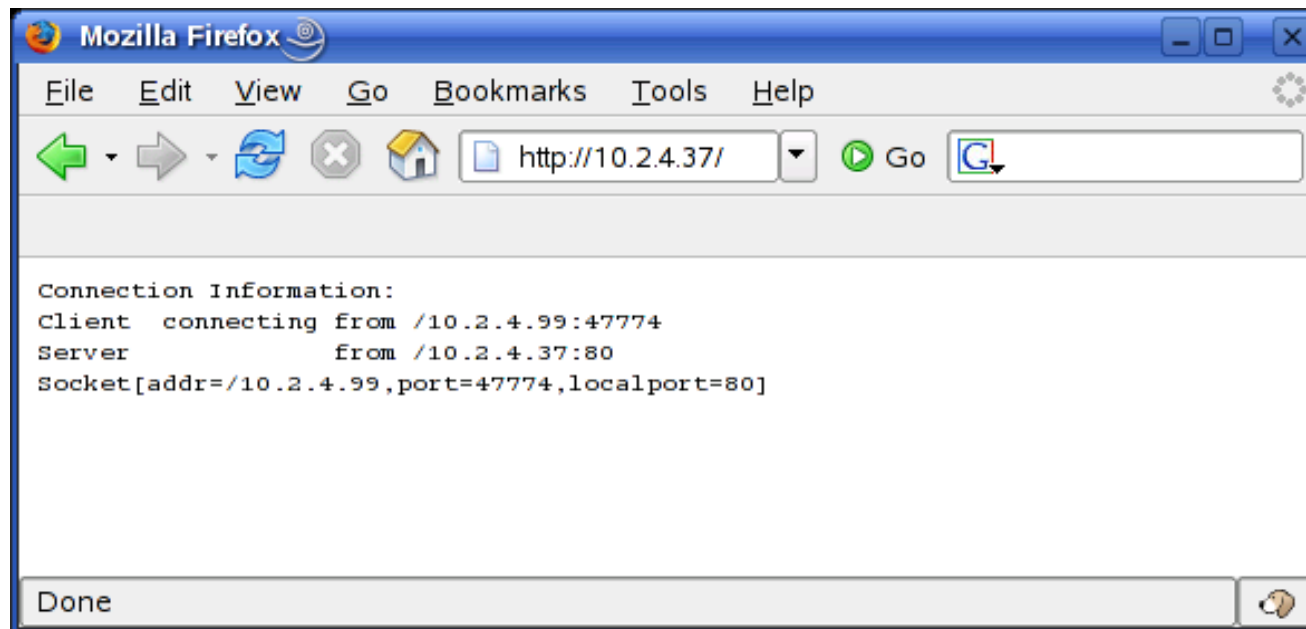 Mozilla Firefox
File Edit View Go Bookmarks Tools Help
http://10.2.4.37/ Go G
Connection Information:
Client  connecting from /10.2.4.99:47774
Server             from /10.2.4.37:80
Socket[addr=/10.2.4.99,port=47774,localport=80]
Done